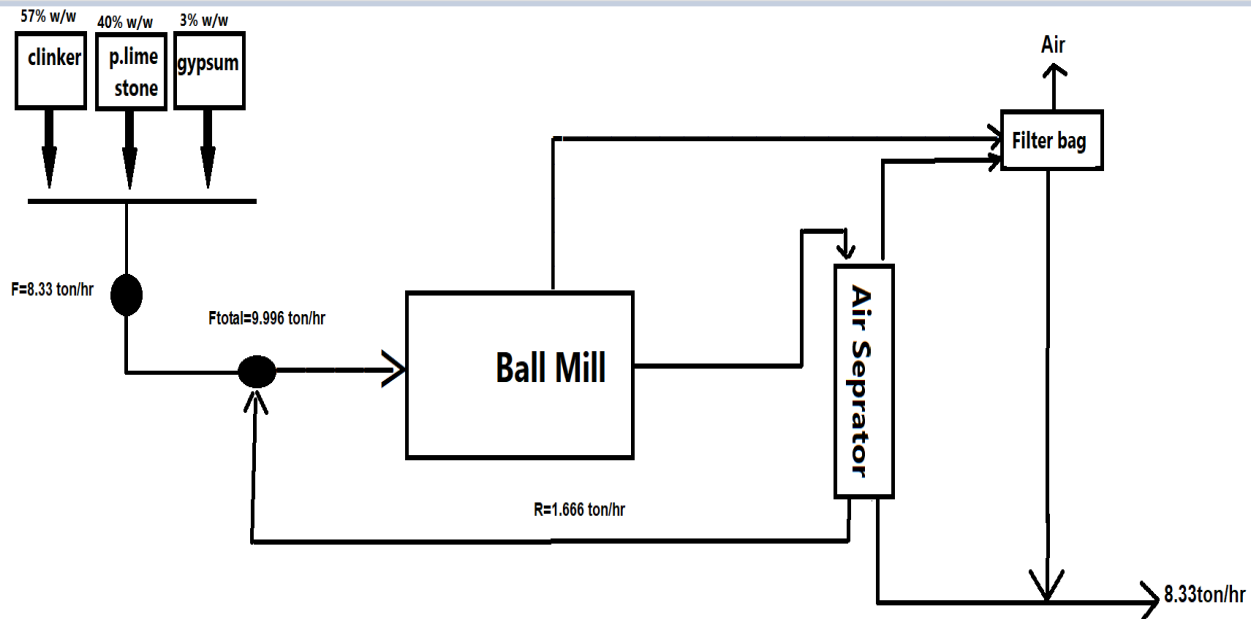 57% w/w
40% w/w
3% w/w
clinker
p.lime
stone
gypsum
Air
Filter bag
F=8.33 ton/hr
Ftotal=9.996 ton/hr
Ball Mill
Air Seprator
R=1.666 ton/hr
8.33ton/hr